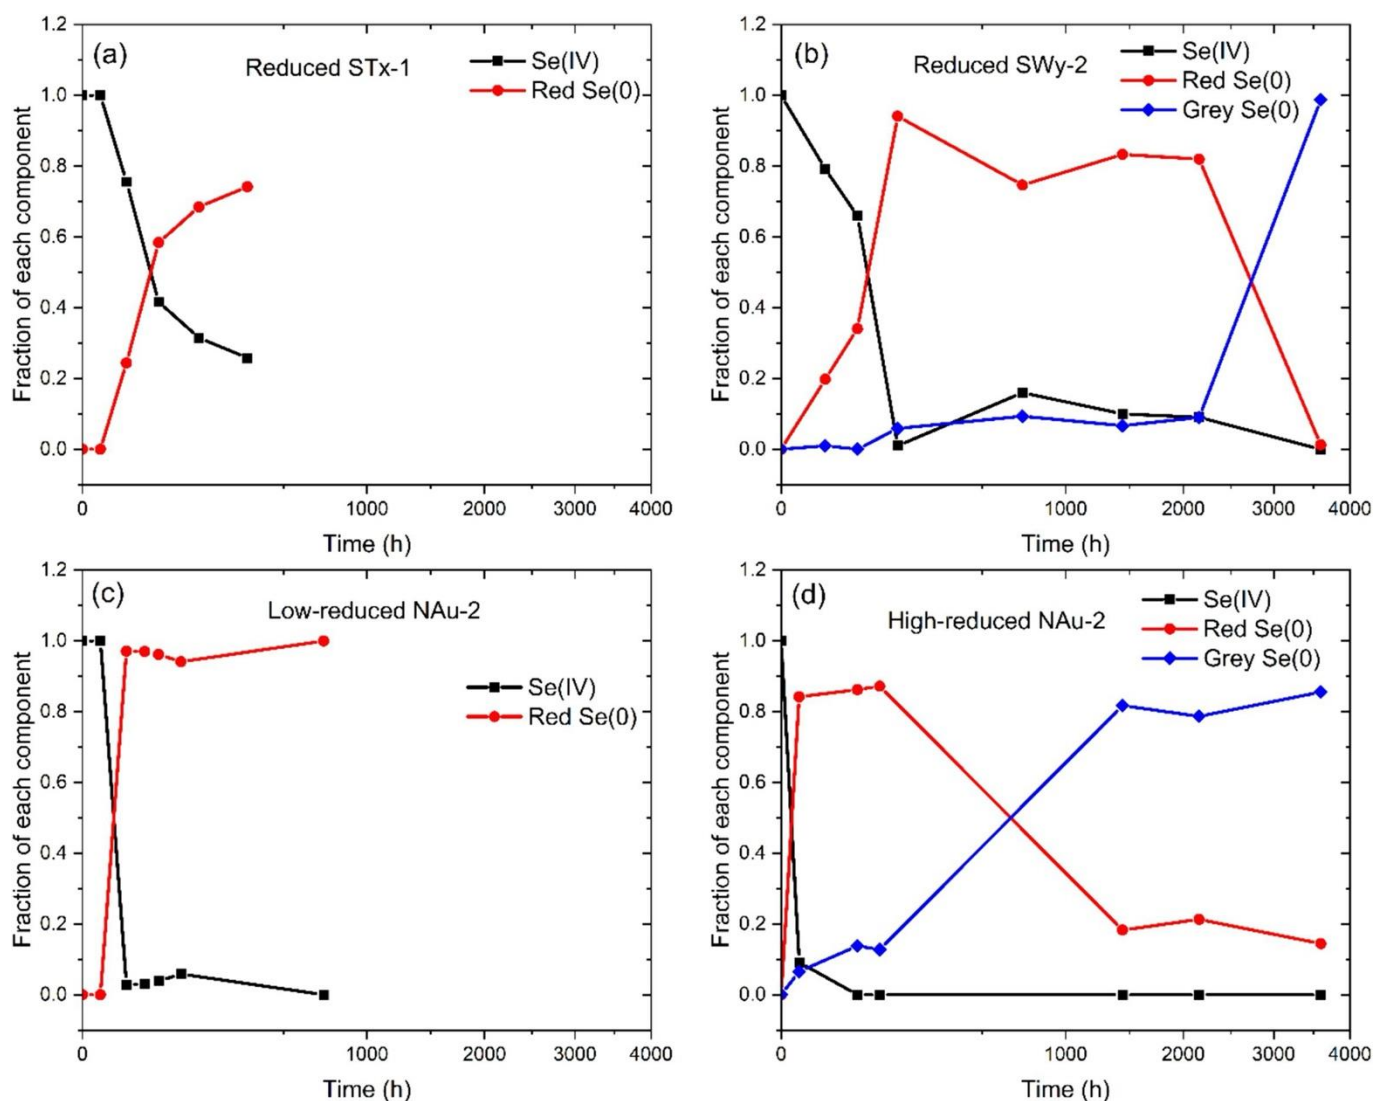 (a)
Reduced STx-1
Se(IV)
Red Se(0)
Fraction of each component
1.2
1.0
0.8
0.6
0.4
0.2
0.0
0 1000 2000 3000 4000
Time (h)
(b)
Reduced SWy-2
Se(IV)
Red Se(0)
Grey Se(0)
Fraction of each component
1.2
1.0
0.8
0.6
0.4
0.2
0.0
0 1000 2000 3000 4000
Time (h)
(c)
Low-reduced NAu-2
Se(IV)
Red Se(0)
Fraction of each component
1.2
1.0
0.8
0.6
0.4
0.2
0.0
0 1000 2000 3000 4000
Time (h)
(d)
High-reduced NAu-2
Se(IV)
Red Se(0)
Grey Se(0)
Fraction of each component
1.2
1.0
0.8
0.6
0.4
0.2
0.0
0 1000 2000 3000 4000
Time (h)